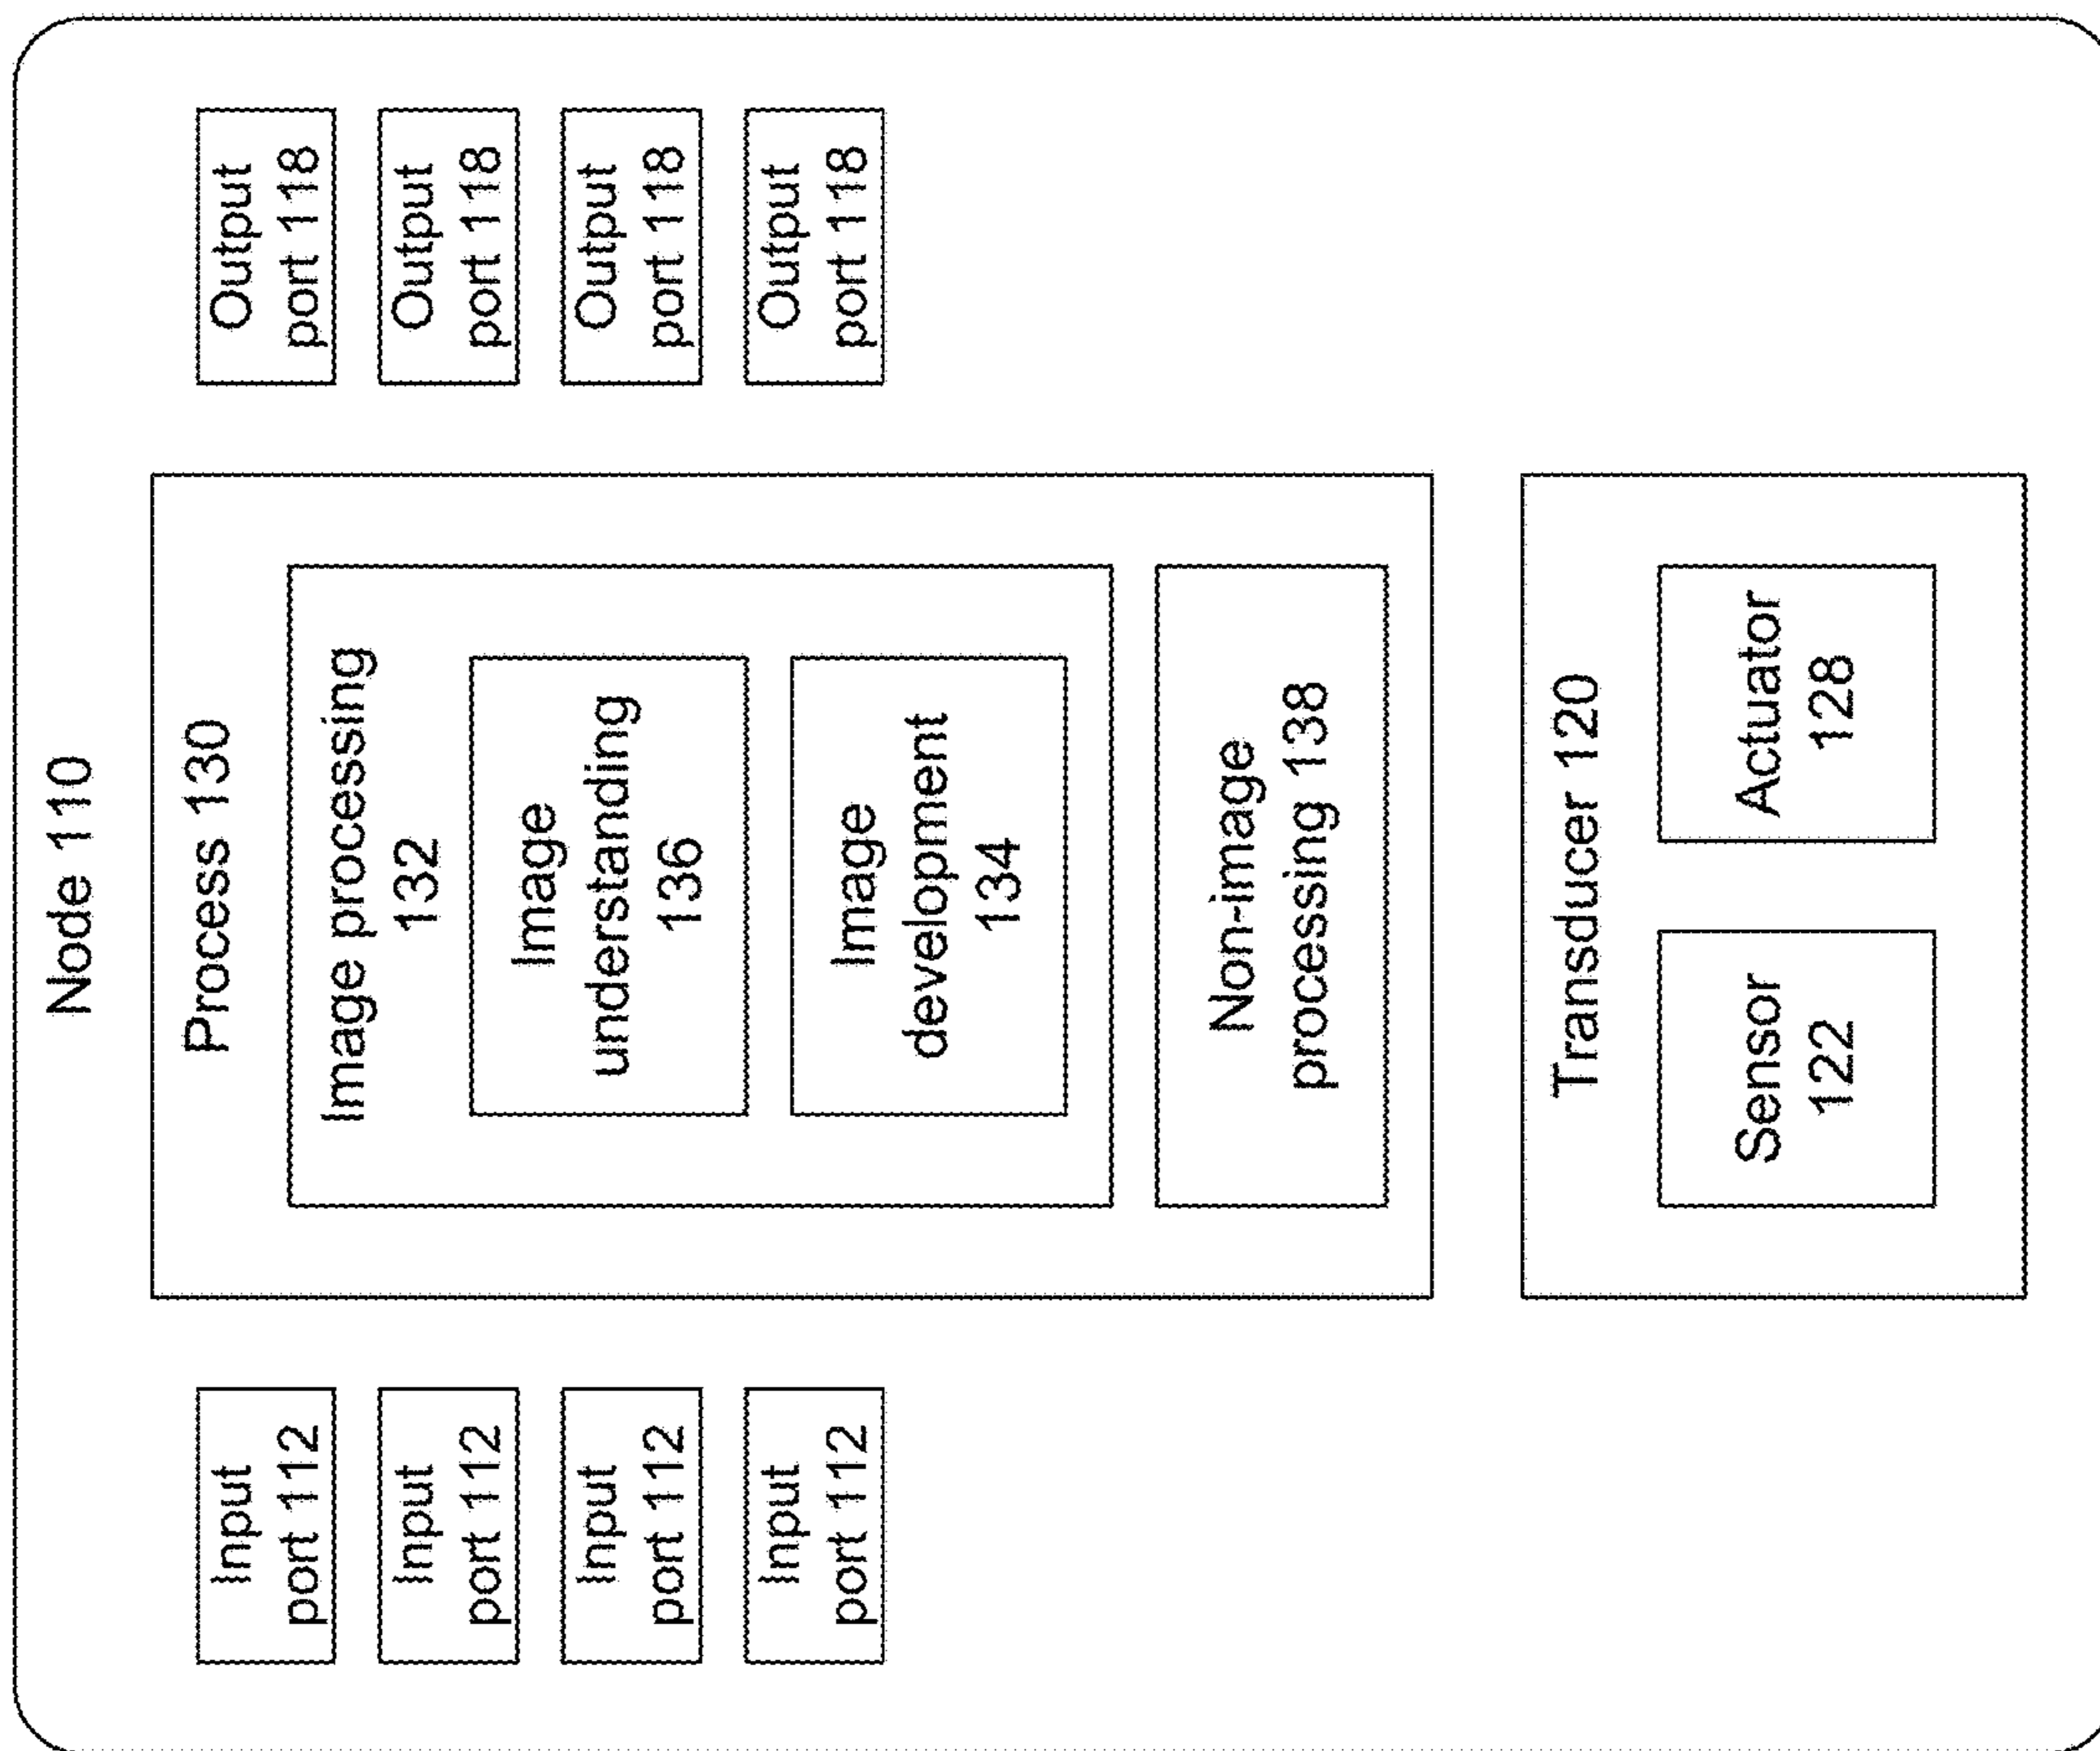 Node 110
Input
port 112
Input
port 112
Input
port 112
Input
port 112
Process 130
Image processing
132
Image
understanding
136
Image
development
134
Non-image
processing 138
Transducer 120
Sensor
122
Actuator
128
Output
port 118
Output
port 118
Output
port 118
Output
port 118